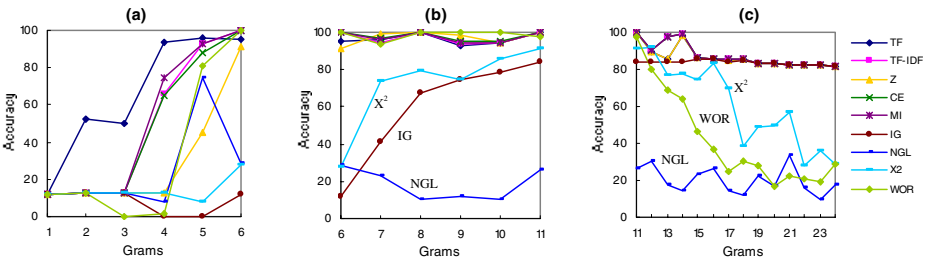 (a)
(b)
(c)
Accuracy
100
80
60
40
20
0
1 2 3 4 5 6
Grams
Accuracy
100
80
60
40
20
0
X²
IG
NGL
6 7 8 9 10 11
Grams
Accuracy
100
80
60
40
20
0
X²
WOR
NGL
11 13 15 17 19 21 23
Grams
TF
TF-IDF
Z
CE
MI
IG
NGL
X2
WOR